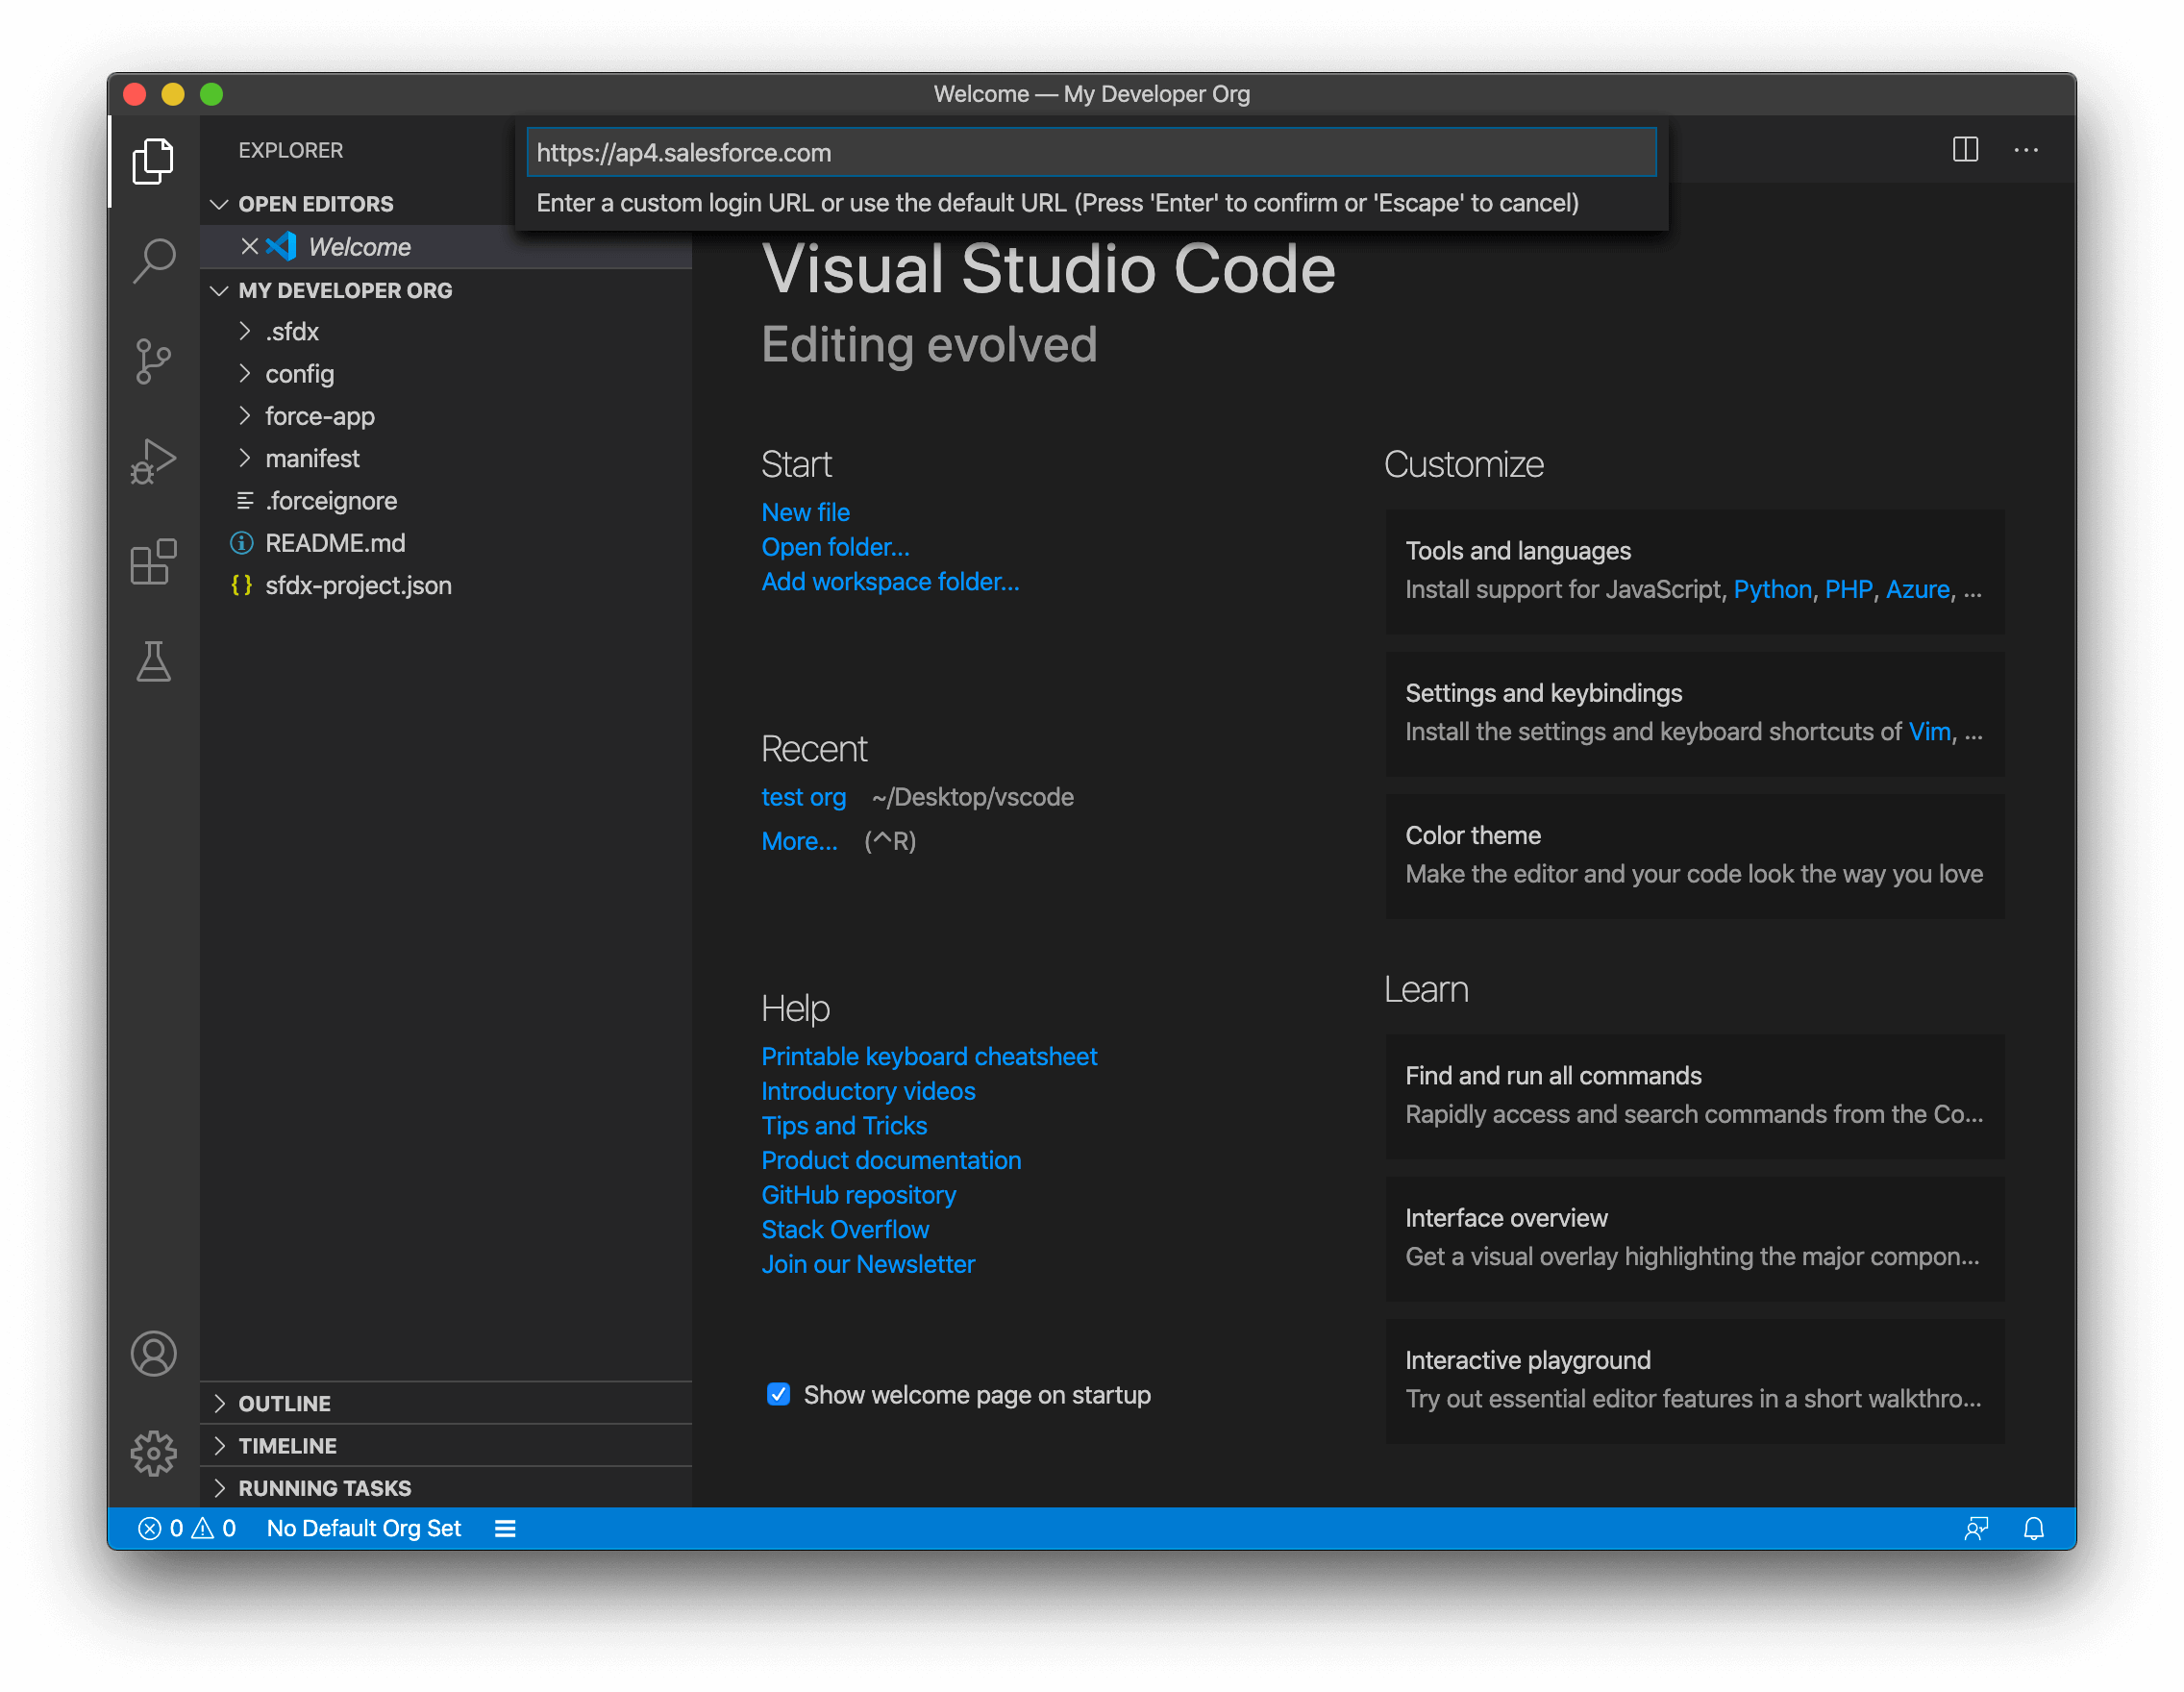 Welcome — My Developer Org
EXPLORER
https://ap4.salesforce.com
Enter a custom login URL or use the default URL (Press 'Enter' to confirm or 'Escape' to cancel)
OPEN EDITORS
Welcome
MY DEVELOPER ORG
.sfdx
config
force-app
manifest
.forceignore
README.md
{} sfdx-project.json
OUTLINE
TIMELINE
RUNNING TASKS
Visual Studio Code
Editing evolved
Start
New file
Open folder...
Add workspace folder...
Recent
test org ~/Desktop/vscode
More... (^R)
Help
Printable keyboard cheatsheet
Introductory videos
Tips and Tricks
Product documentation
GitHub repository
Stack Overflow
Join our Newsletter
Show welcome page on startup
Customize
Tools and languages
Install support for JavaScript, Python, PHP, Azure, ...
Settings and keybindings
Install the settings and keyboard shortcuts of Vim, ...
Color theme
Make the editor and your code look the way you love
Learn
Find and run all commands
Rapidly access and search commands from the Co...
Interface overview
Get a visual overlay highlighting the major compon...
Interactive playground
Try out essential editor features in a short walkthro...
0 0 No Default Org Set